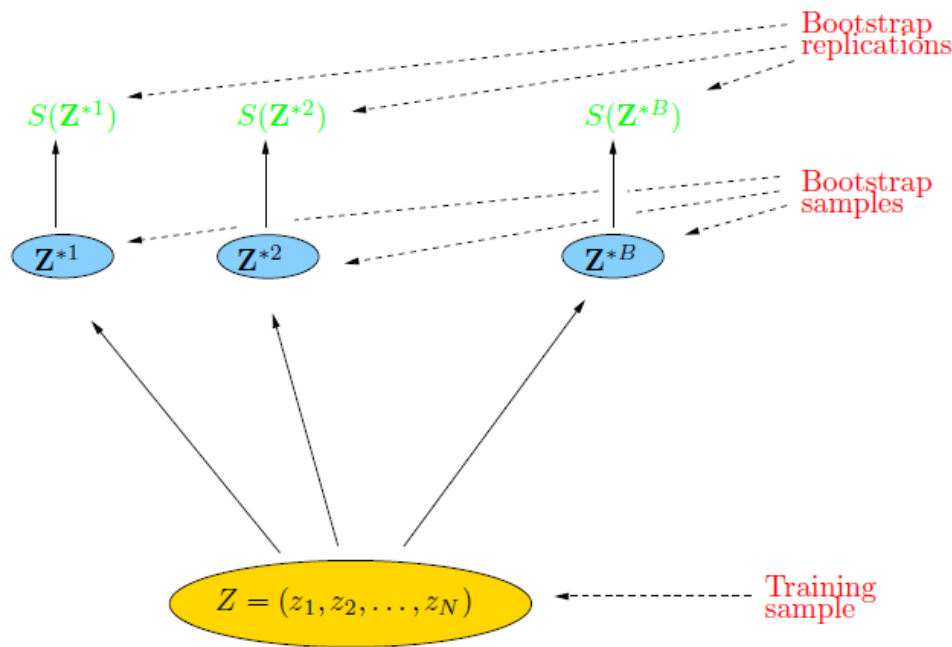 Bootstrap
replications
S(Z*1) S(Z*2) S(Z*B)
Bootstrap
samples
Z*1 Z*2 Z*B
Z = (z1, z2, . . . , zN)
Training
sample